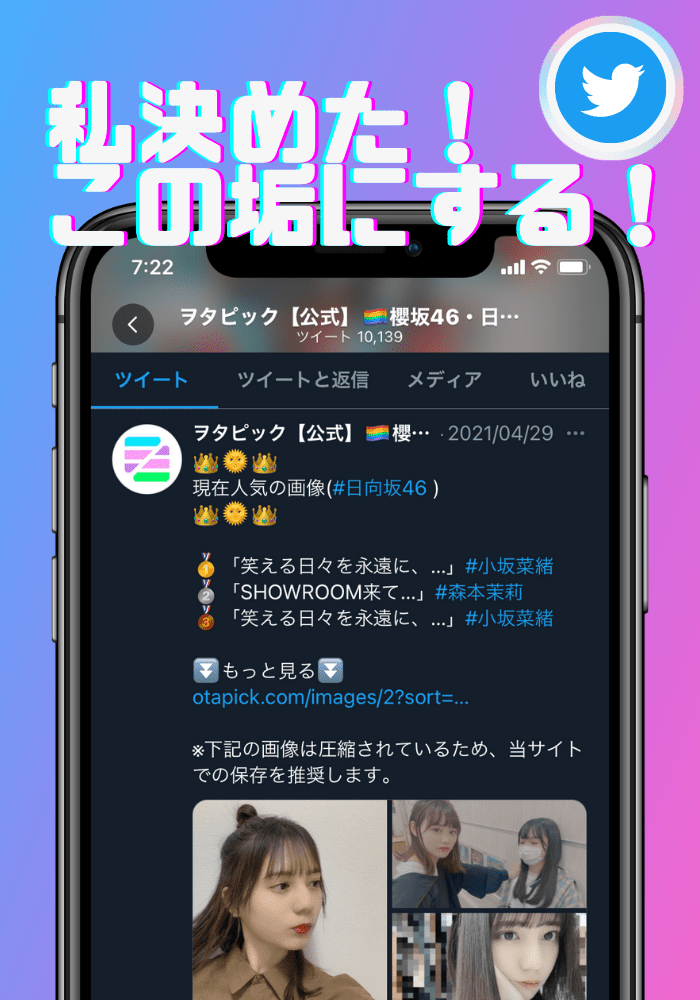 私決めた！
この垢にする！
7:22
ヲタピック【公式】🏳️‍🌈櫻坂46・日…
ツイート 10,139
ツイート ツイートと返信 メディア いいね
ヲタピック【公式】🏳️‍🌈櫻… · 2021/04/29 …
👑🌞👑
現在人気の画像(#日向坂46 )
👑🌞👑
🥇「笑える日々を永遠に、...」#小坂菜緒
🥈「SHOWROOM来て...」#森本茉莉
🥉「笑える日々を永遠に、...」#小坂菜緒
⏬もっと見る⏬
otapick.com/images/2?sort=...
※下記の画像は圧縮されているため、当サイト
での保存を推奨します。